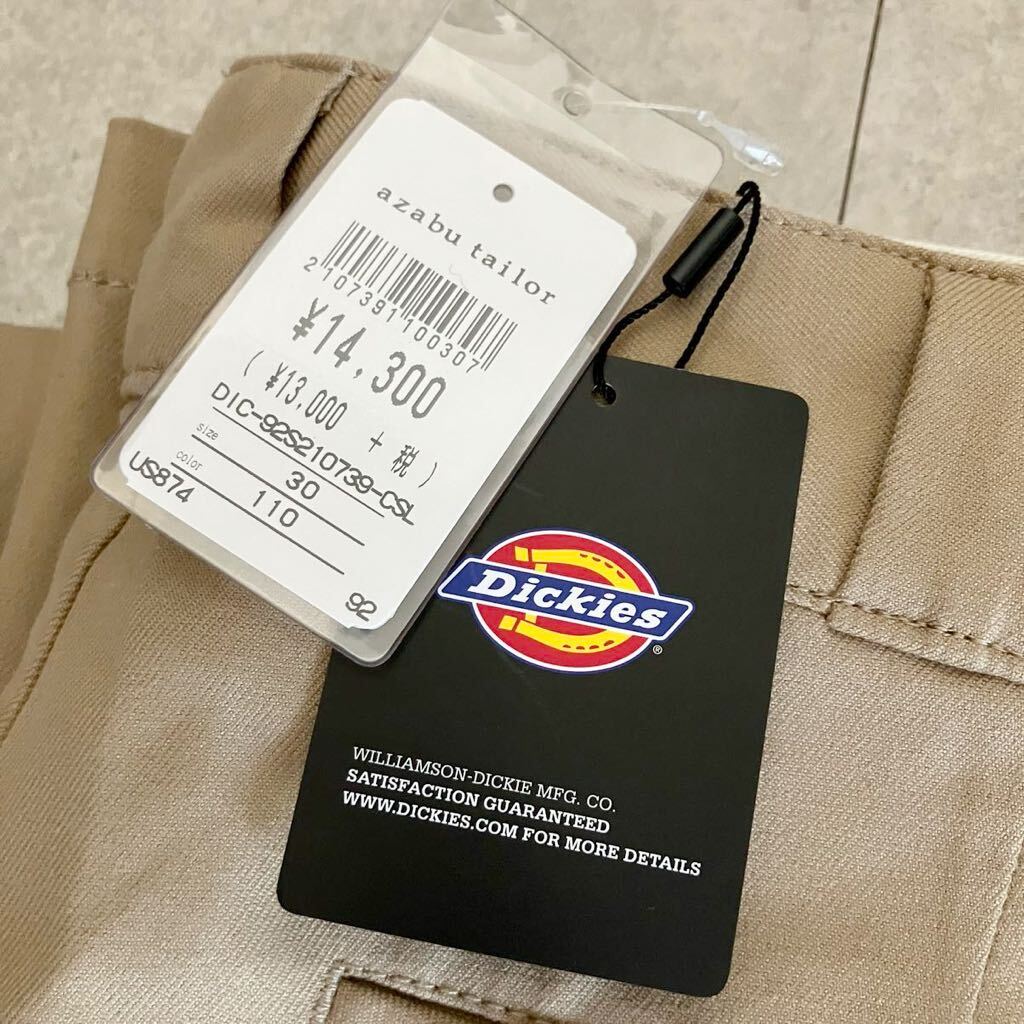 azabu tailor
2107391100307
¥14,300
( ¥13,000 + 税 )
DIC-92S210739-CSL
size 30
color 110
US874
92
Dickies®
WILLIAMSON-DICKIE MFG. CO.
SATISFACTION GUARANTEED
WWW.DICKIES.COM FOR MORE DETAILS